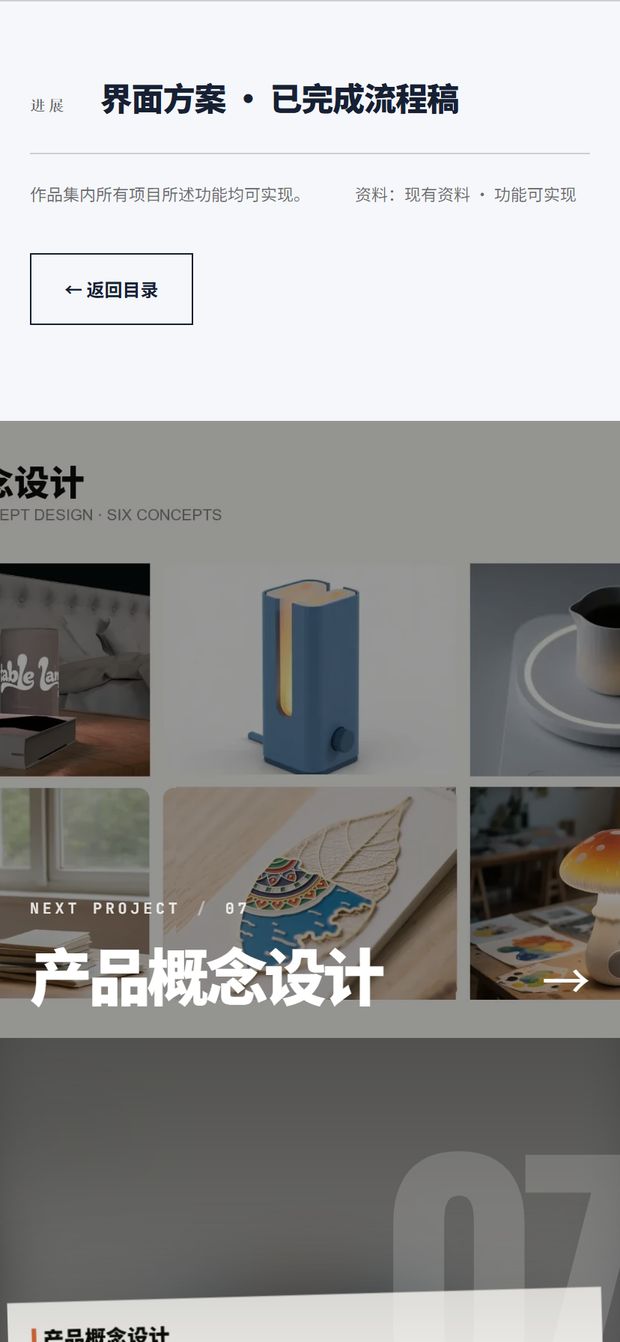 进展
界面方案 · 已完成流程稿
作品集内所有项目所述功能均可实现。
资料：现有资料 · 功能可实现
← 返回目录
念设计
EPT DESIGN · SIX CONCEPTS
able La
NEXT PROJECT / 07
产品概念设计
→
07
产品概念设计